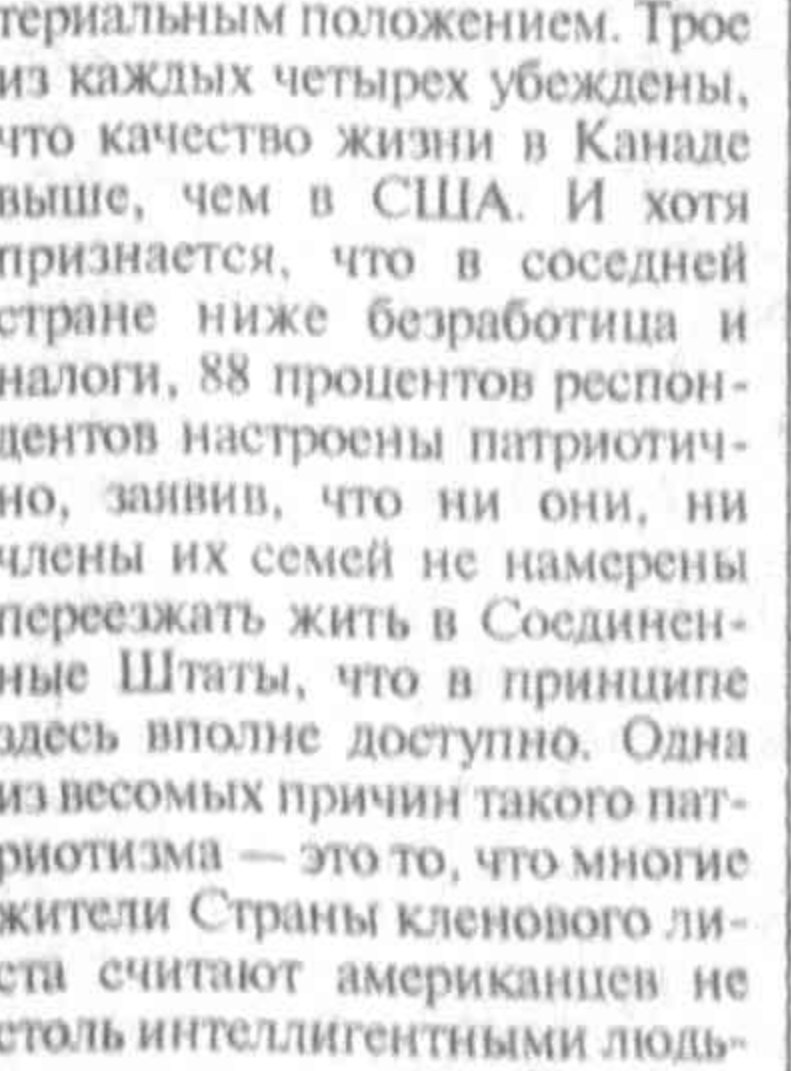 териальным положением. Трое
из каждых четырех убеждены,
что качество жизни в Канаде
выше, чем в США. И хотя
признается, что в соседней
стране ниже безработица и
налоги, 88 процентов респон-
дентов настроены патриотич-
но, заявив, что ни они, ни
члены их семей не намерены
переезжать жить в Соединен-
ные Штаты, что в принципе
здесь вполне доступно. Одна
из весомых причин такого пат-
риотизма — это то, что многие
жители Страны кленового ли-
ста считают американцев не
столь интеллигентными людь-